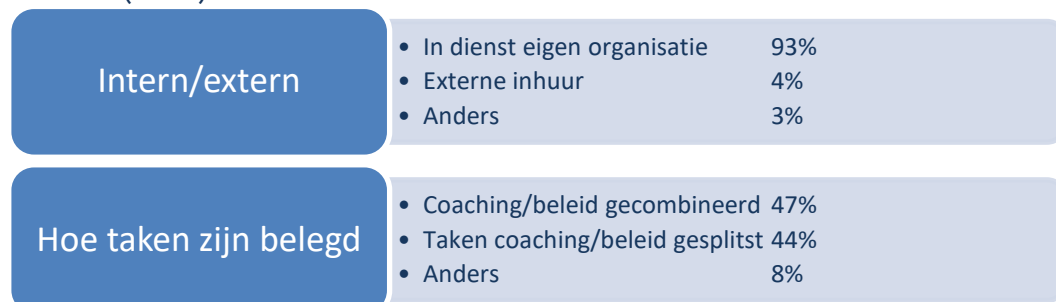 Intern/extern
• In dienst eigen organisatie 93%
• Externe inhuur 4%
• Anders 3%
Hoe taken zijn belegd
• Coaching/beleid gecombineerd 47%
• Taken coaching/beleid gesplitst 44%
• Anders 8%